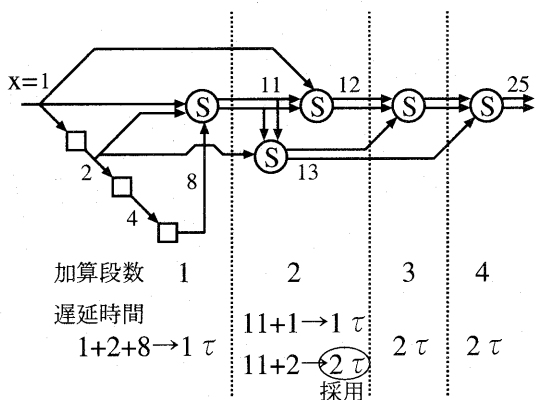 x=1
11
12
25
S
S
S
S
2
8
S
13
4
加算段数 1 2 3 4
遅延時間
1+2+8→1 τ
11+1→1 τ
11+2→2 τ
2 τ
2 τ
採用